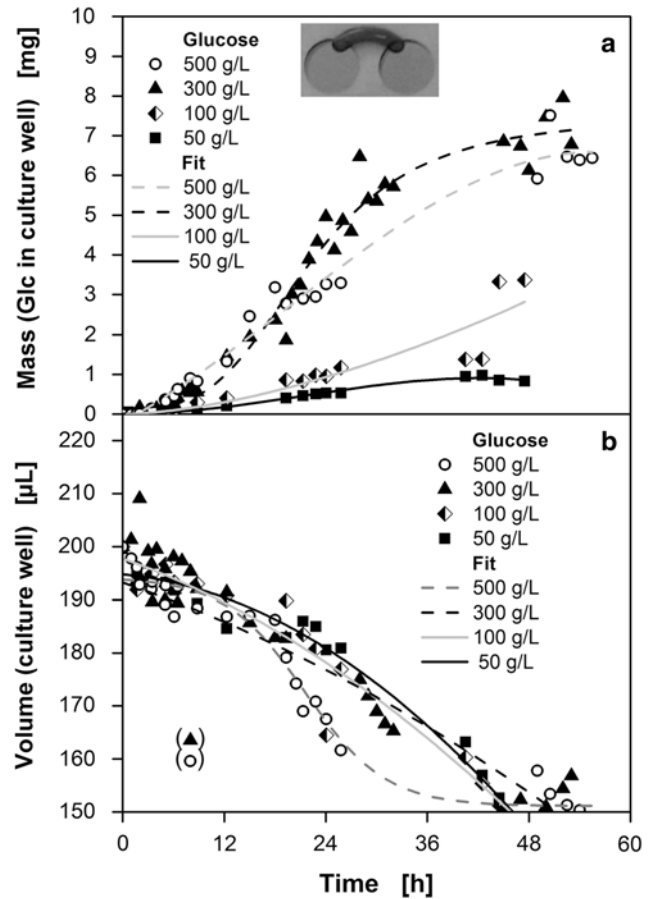 a
Mass (Glc in culture well) [mg]
10
9
8
7
6
5
4
3
2
1
0
Glucose
500 g/L
300 g/L
100 g/L
50 g/L
Fit
500 g/L
300 g/L
100 g/L
50 g/L
b
Volume (culture well) [µL]
220
210
200
190
180
170
160
150
Glucose
500 g/L
300 g/L
100 g/L
50 g/L
Fit
500 g/L
300 g/L
100 g/L
50 g/L
( )
( )
0 12 24 36 48 60
Time [h]